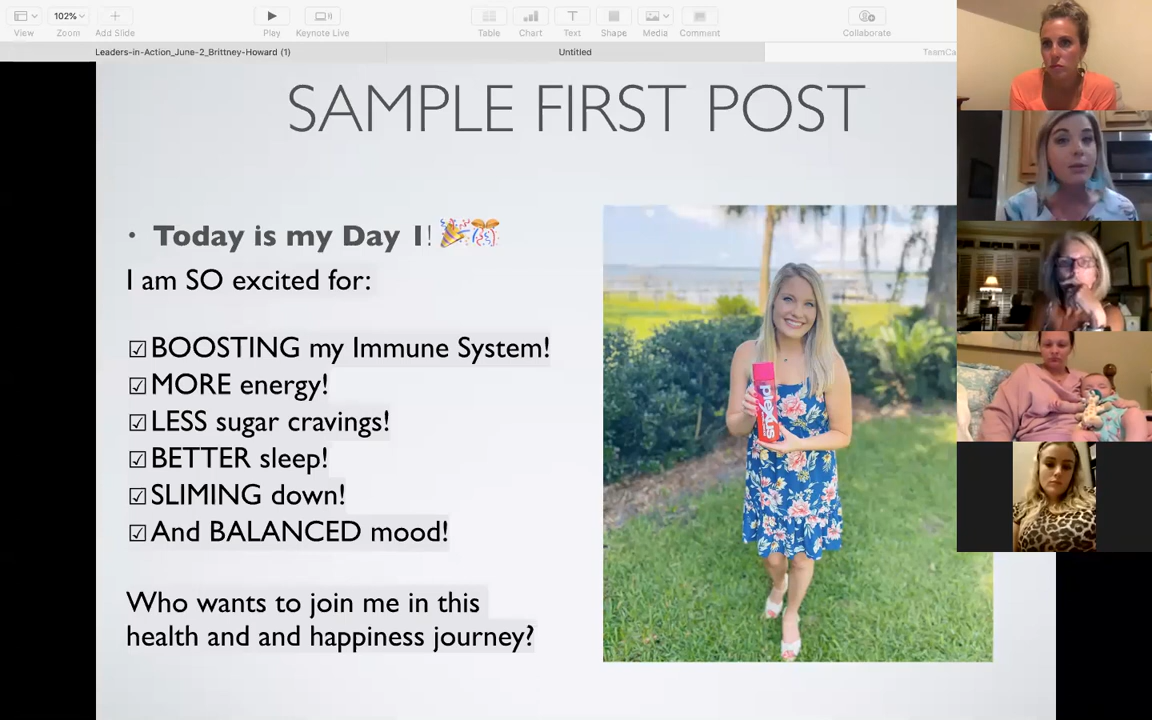 102%
View
Zoom
Add Slide
Play
Keynote Live
Table
Chart
Text
Shape
Media
Comment
Collaborate
Leaders-in-Action_June-2_Brittney-Howard (1)
Untitled
TeamCa
SAMPLE FIRST POST
• Today is my Day 1! 🎉🎊
I am SO excited for:
☑BOOSTING my Immune System!
☑MORE energy!
☑LESS sugar cravings!
☑BETTER sleep!
☑SLIMING down!
☑And BALANCED mood!
Who wants to join me in this
health and and happiness journey?
plexus